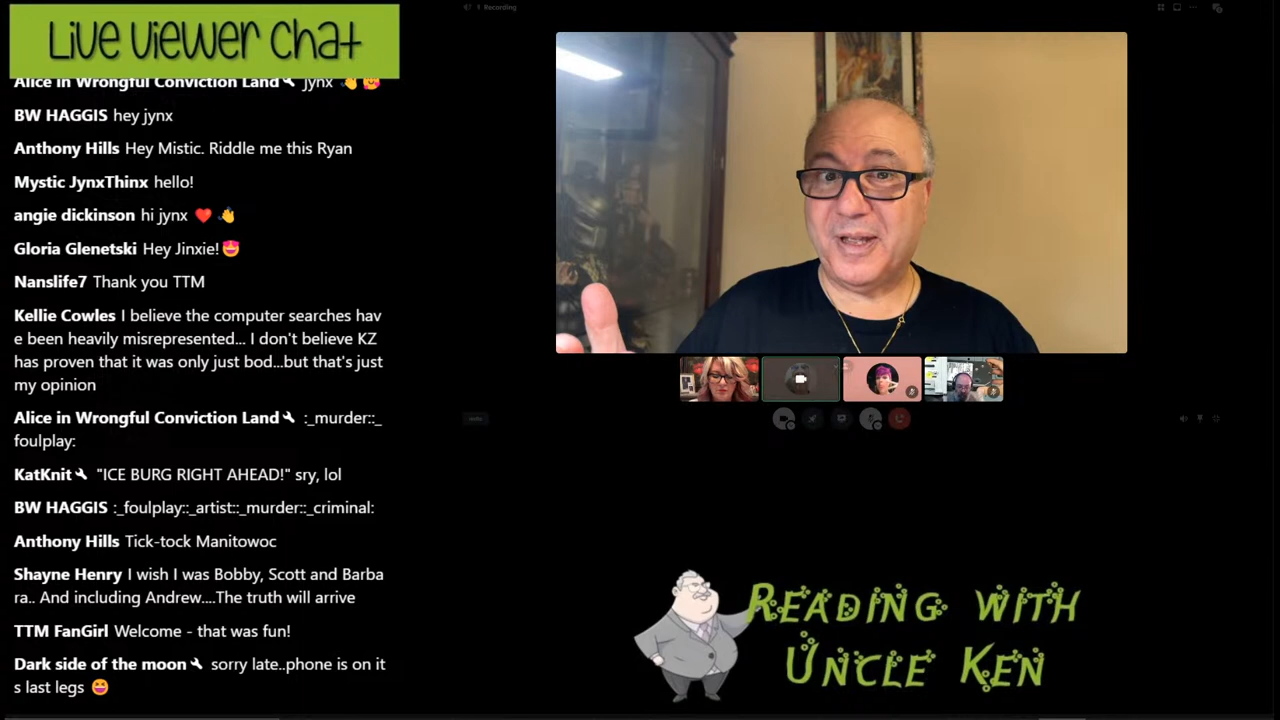 Live Viewer Chat
1 Recording
Alice in Wrongful Conviction Land jynx 👋🥰
BW HAGGIS hey jynx
Anthony Hills Hey Mistic. Riddle me this Ryan
Mystic JynxThinx hello!
angie dickinson hi jynx ❤️ 👋
Gloria Glenetski Hey Jinxie!🤩
Nanslife7 Thank you TTM
Kellie Cowles I believe the computer searches hav
e been heavily misrepresented... I don't believe KZ
has proven that it was only just bod...but that's just
my opinion
Alice in Wrongful Conviction Land :_murder::_
foulplay:
KatKnit "ICE BURG RIGHT AHEAD!" sry, lol
BW HAGGIS :_foulplay::_artist::_murder::_criminal:
Anthony Hills Tick-tock Manitowoc
Shayne Henry I wish I was Bobby, Scott and Barba
ra.. And including Andrew....The truth will arrive
TTM FanGirl Welcome - that was fun!
Dark side of the moon sorry late..phone is on it
s last legs 😆
Reading with
Uncle Ken